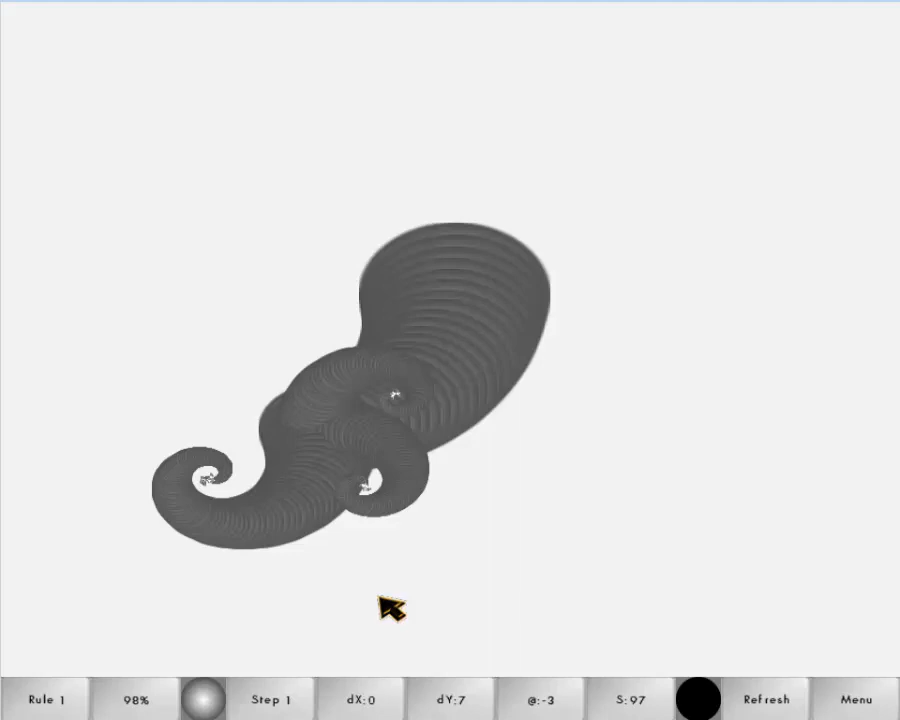 Rule 1
98%
Step 1
dX:0
dY:7
@:-3
S:97
Refresh
Menu